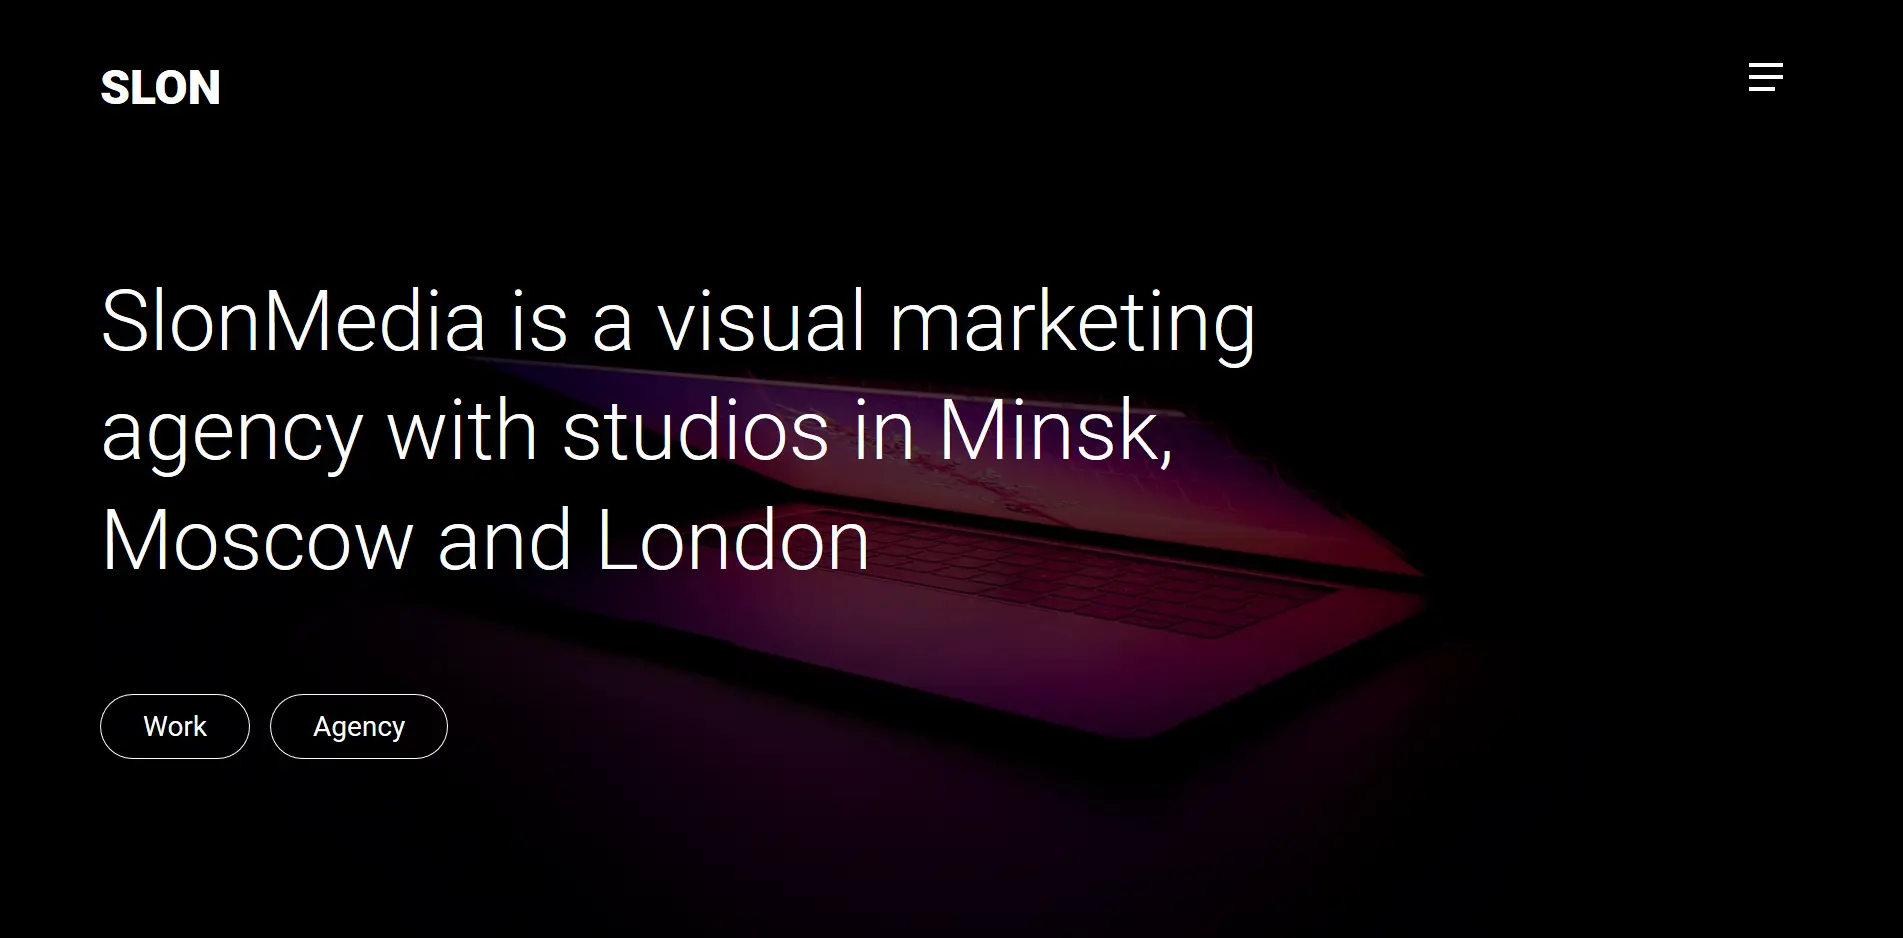 SLON
SlonMedia is a visual marketing
agency with studios in Minsk,
Moscow and London
Work
Agency